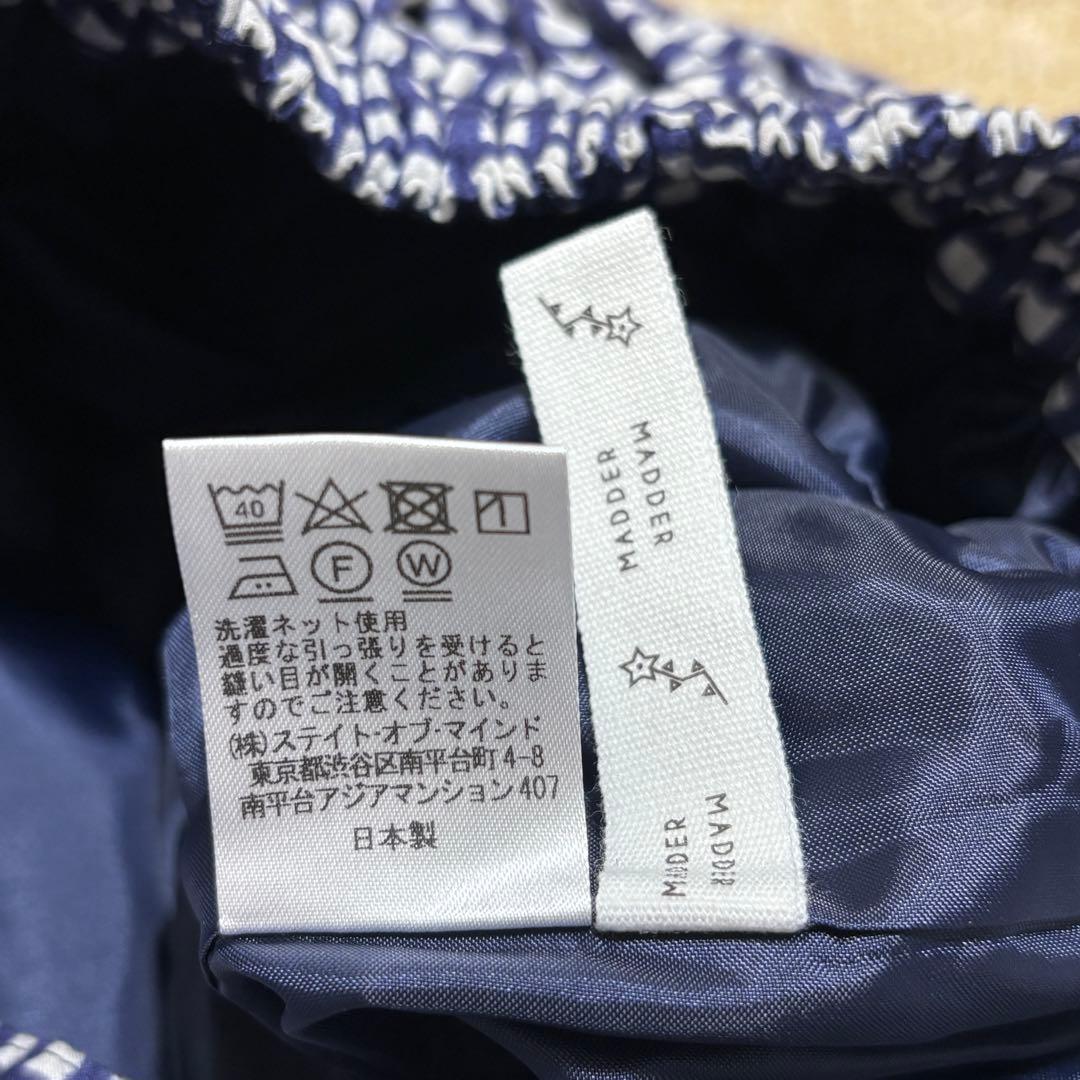 40
F W
洗濯ネット使用
過度な引っ張りを受けると
縫い目が開くことがありま
すのでご注意ください。
(株)ステイト・オブ・マインド
東京都渋谷区南平台町4-8
南平台アジアマンション407
日本製
MADDER
MADDER
MADDER
MADDER